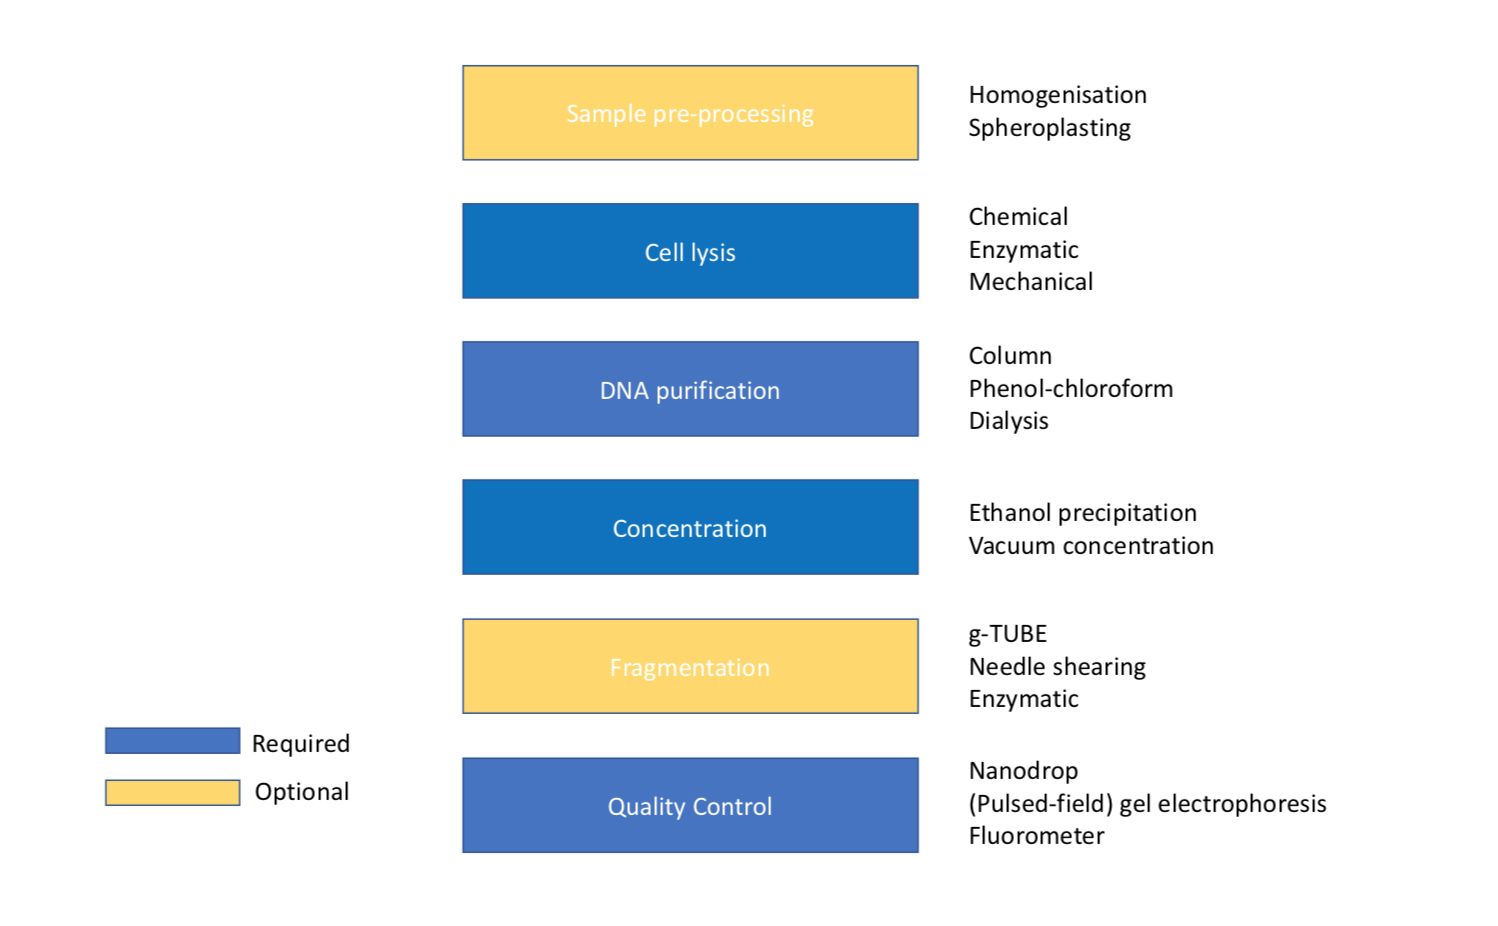 Sample pre-processing
Homogenisation
Spheroplasting
Cell lysis
Chemical
Enzymatic
Mechanical
DNA purification
Column
Phenol-chloroform
Dialysis
Concentration
Ethanol precipitation
Vacuum concentration
Fragmentation
g-TUBE
Needle shearing
Enzymatic
Quality Control
Nanodrop
(Pulsed-field) gel electrophoresis
Fluorometer
Required
Optional